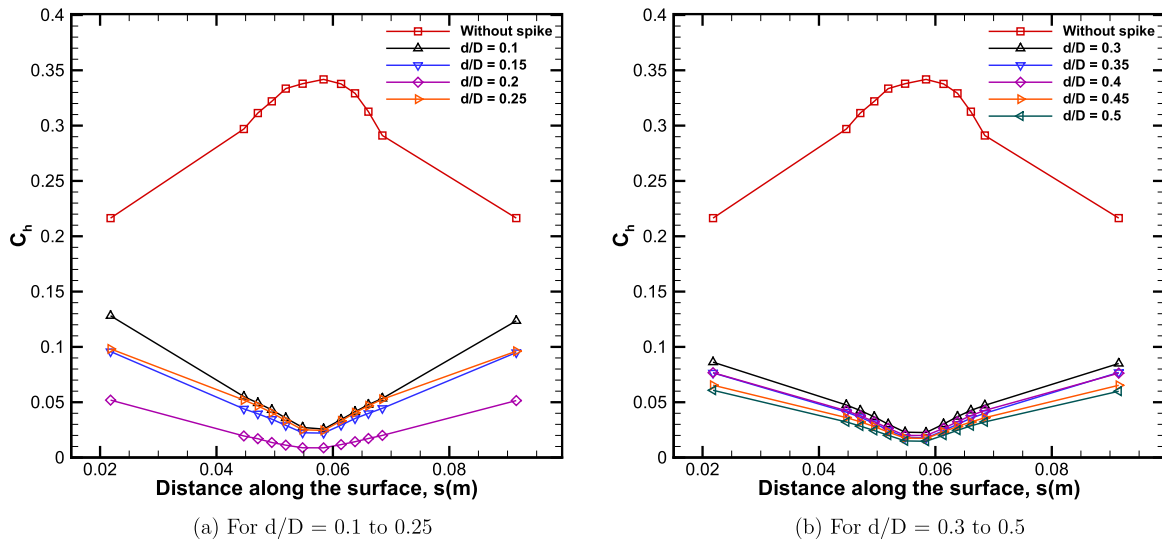 0.4
0.35
0.3
0.25
0.2
0.15
0.1
0.05
0
C_h
0.02
0.04
0.06
0.08
Distance along the surface, s(m)
Without spike
d/D = 0.1
d/D = 0.15
d/D = 0.2
d/D = 0.25
(a) For d/D = 0.1 to 0.25
0.4
0.35
0.3
0.25
0.2
0.15
0.1
0.05
0
C_h
0.02
0.04
0.06
0.08
Distance along the surface, s(m)
Without spike
d/D = 0.3
d/D = 0.35
d/D = 0.4
d/D = 0.45
d/D = 0.5
(b) For d/D = 0.3 to 0.5